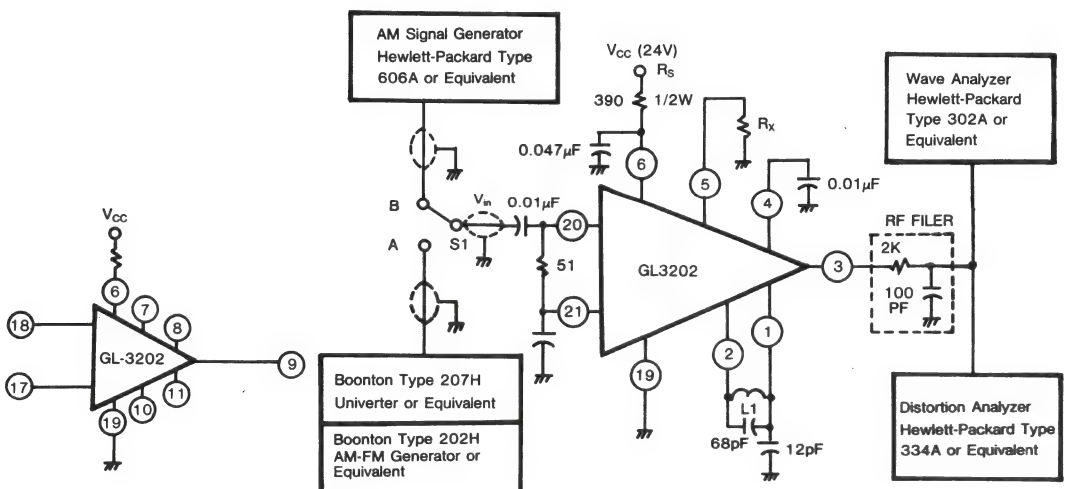 AM Signal Generator
Hewlett-Packard Type
606A or Equivalent
VCC (24V)
RS
390
1/2W
RX
0.047μF
6
5
4
0.01μF
Wave Analyzer
Hewlett-Packard
Type 302A or
Equivalent
B
Vin
0.01μF
S1
A
20
51
21
GL3202
3
RF FILER
2K
100
PF
2
1
19
L1
68pF
12pF
VCC
6
7
8
18
GL-3202
9
17
11
10
19
Boonton Type 207H
Univerter or Equivalent
Boonton Type 202H
AM-FM Generator or
Equivalent
Distortion Analyzer
Hewlett-Packard Type
334A or Equivalent